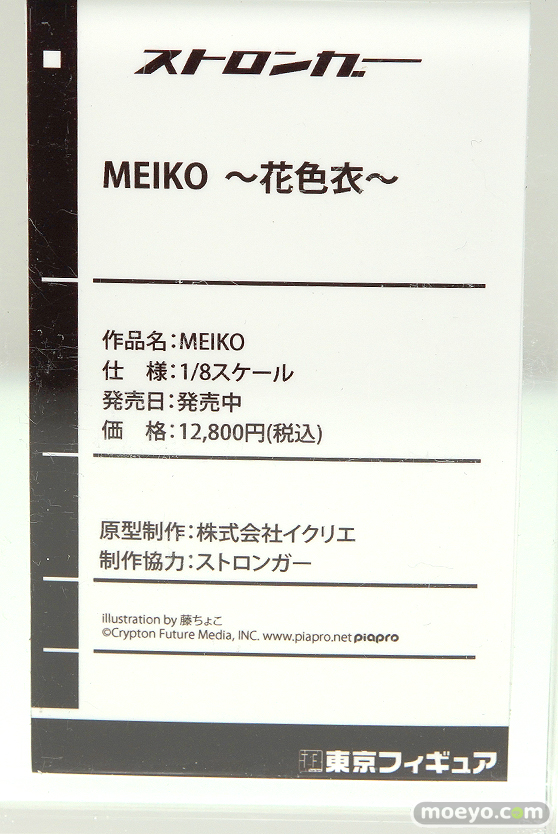 ストロンガー
MEIKO ～花色衣～
作品名：MEIKO
仕　様：1/8スケール
発売日：発売中
価　格：12,800円(税込)
原型制作：株式会社イクリエ
制作協力：ストロンガー
illustration by 藤ちょこ
©Crypton Future Media, INC. www.piapro.net piapro
東京フィギュア
moeyo.com